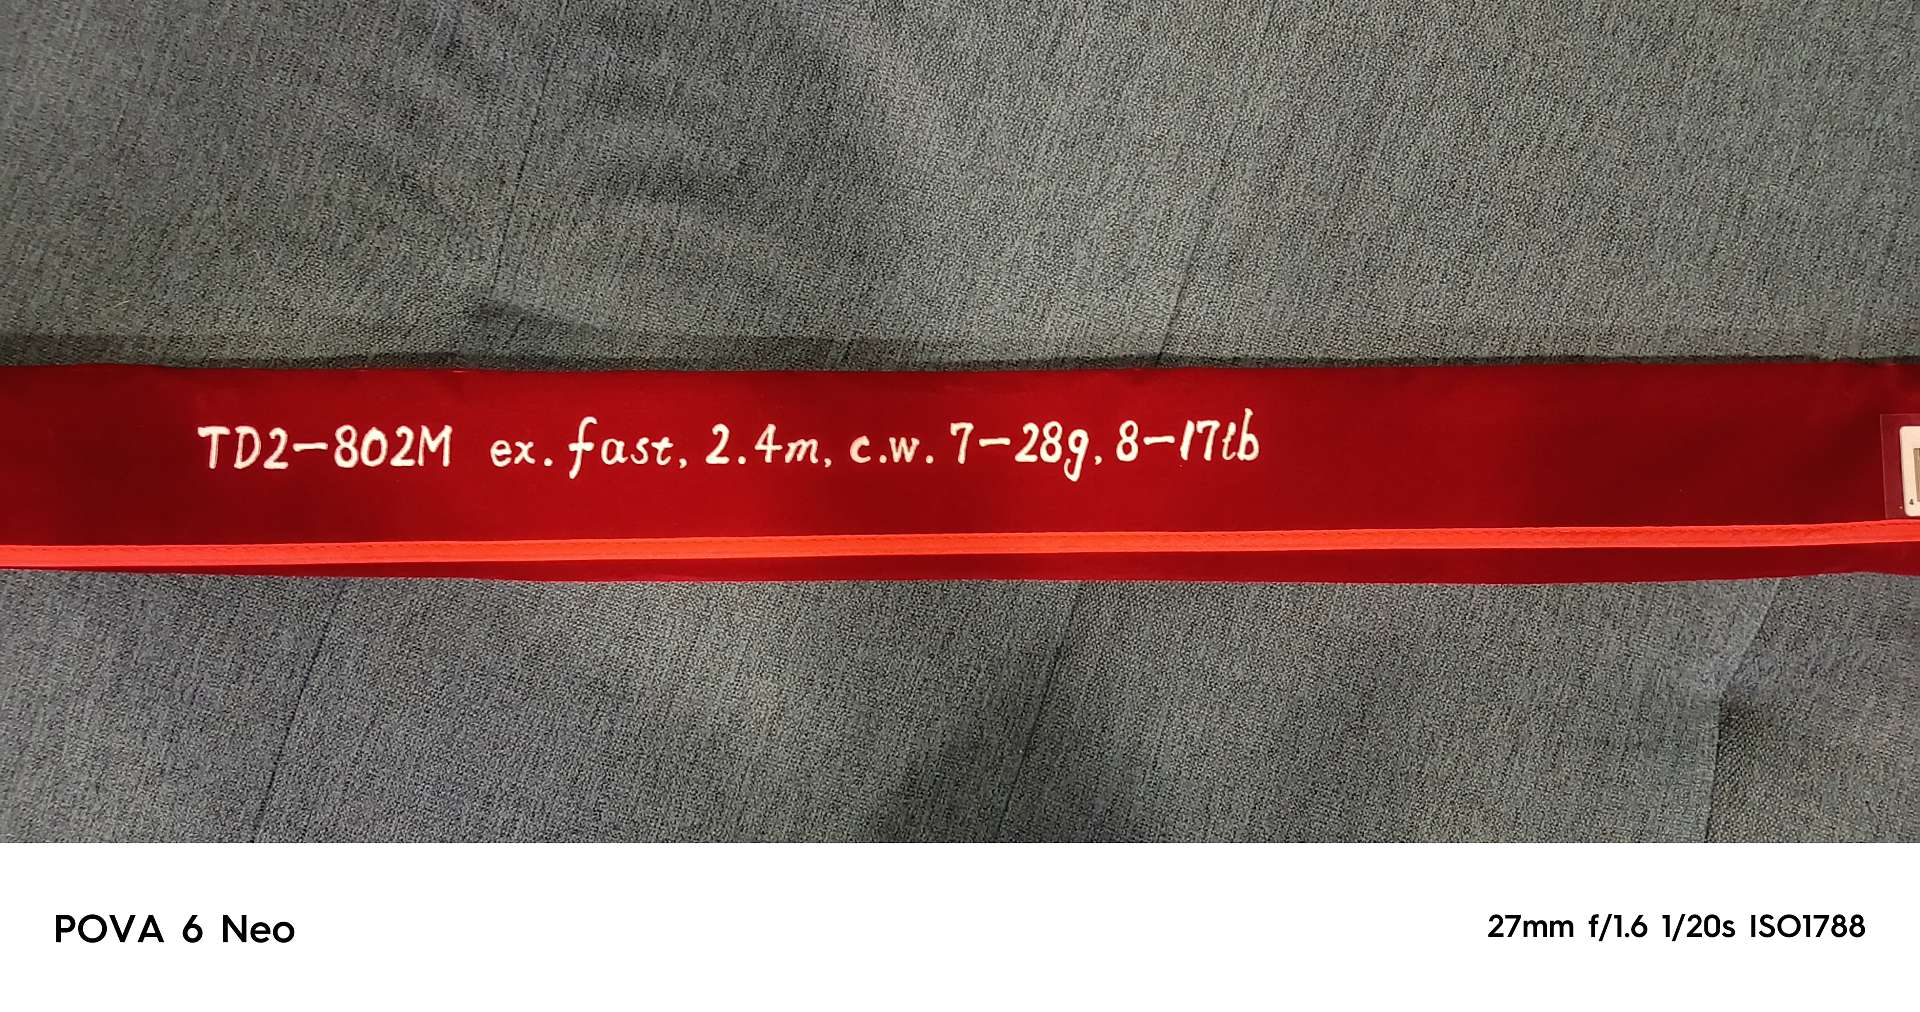 TD2-802M ex. fast, 2.4m, c.w. 7-28g, 8-17lb
4
POVA 6 Neo
27mm f/1.6 1/20s ISO1788